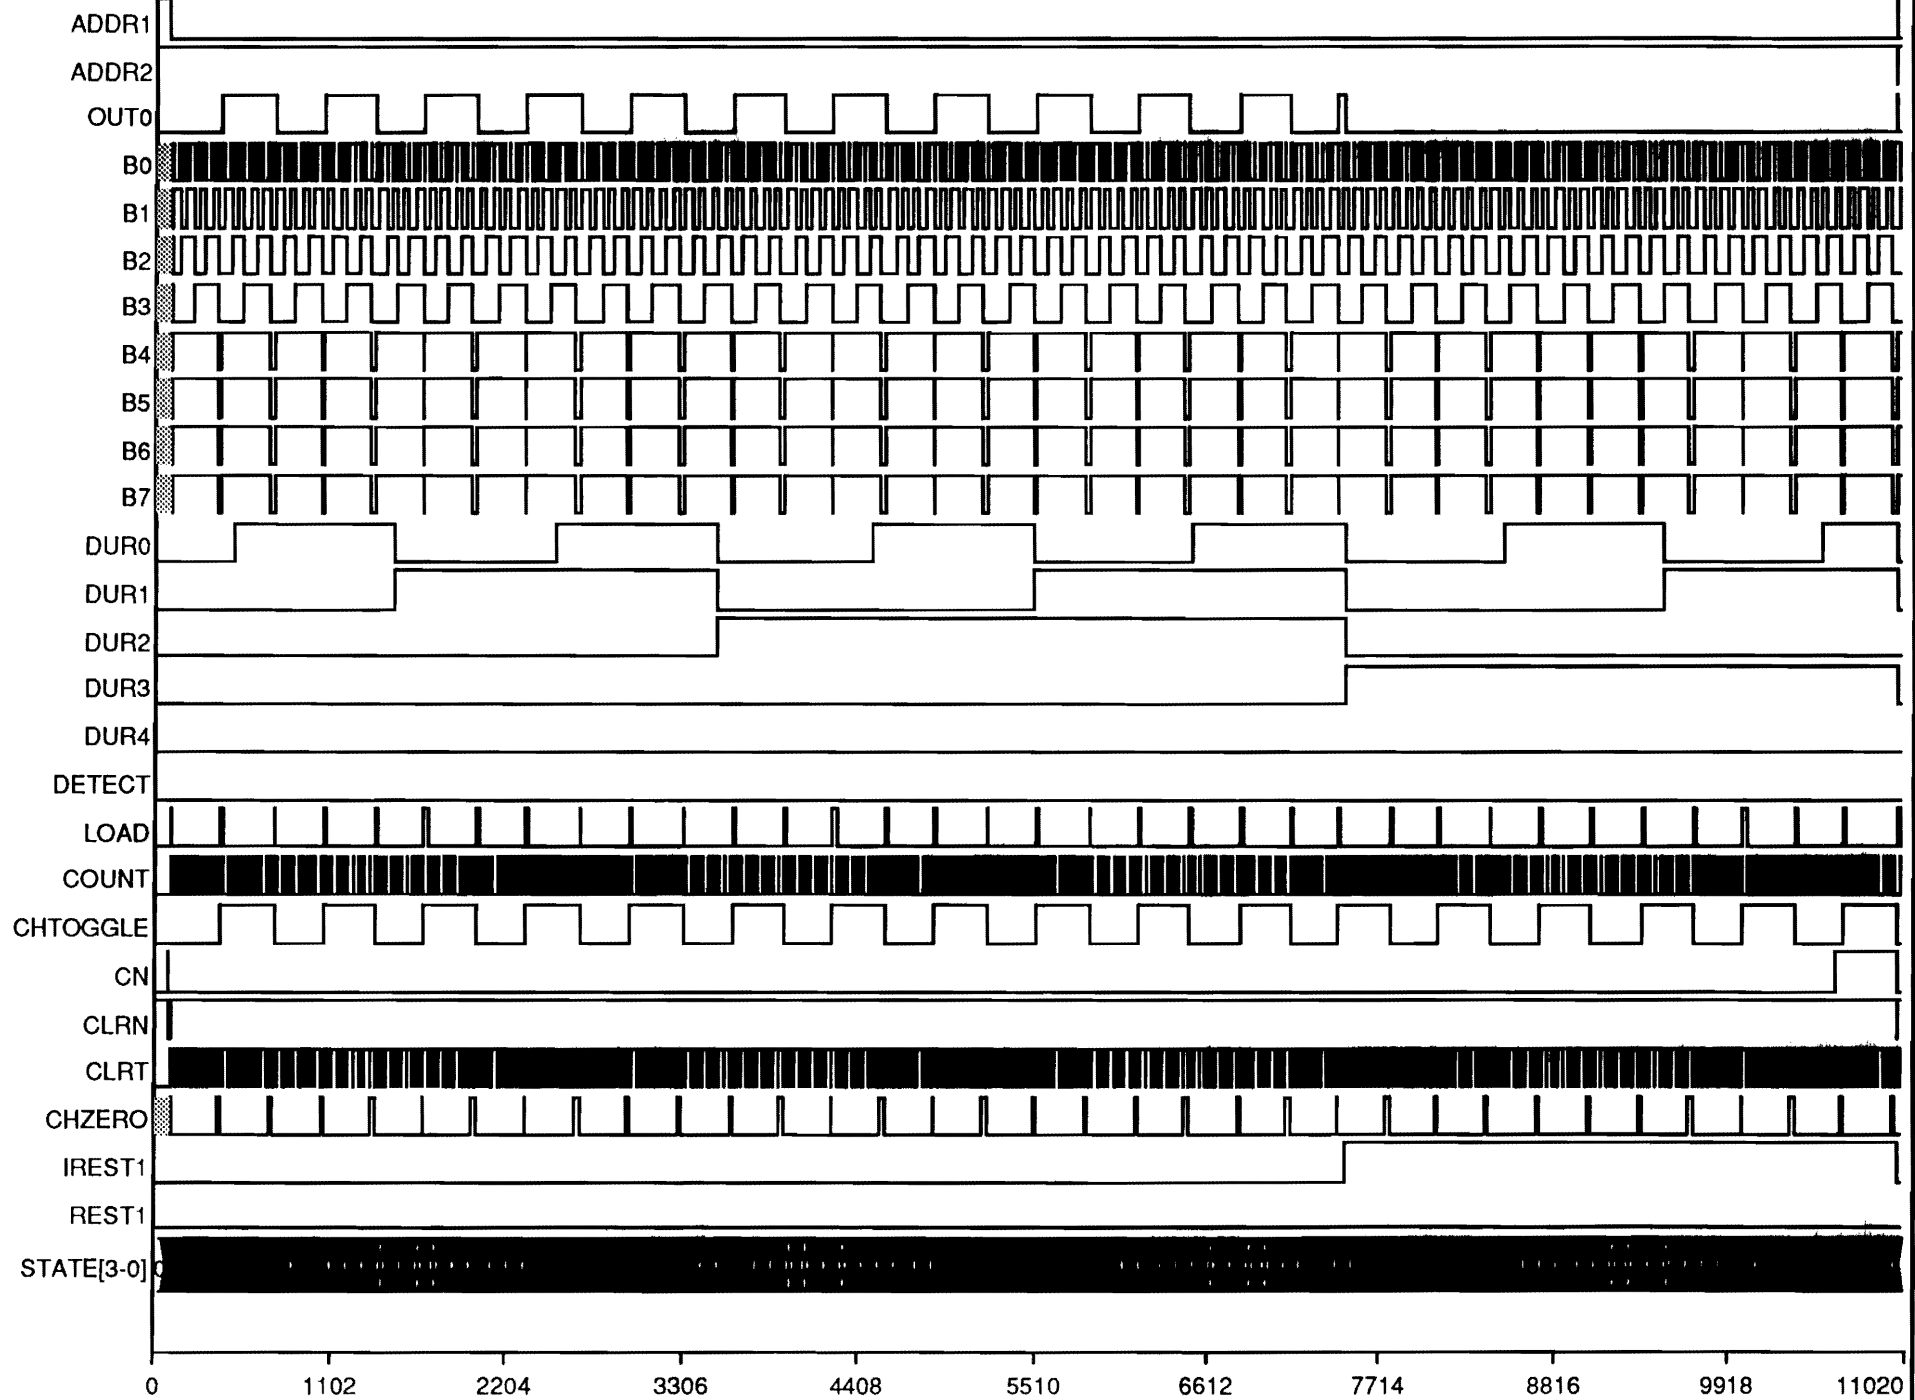 ADDR1
ADDR2
OUT0
B0
B1
B2
B3
B4
B5
B6
B7
DUR0
DUR1
DUR2
DUR3
DUR4
DETECT
LOAD
COUNT
CHTOGGLE
CN
CLRN
CLRT
CHZERO
IREST1
REST1
STATE[3-0] 0
0 1102 2204 3306 4408 5510 6612 7714 8816 9918 11020